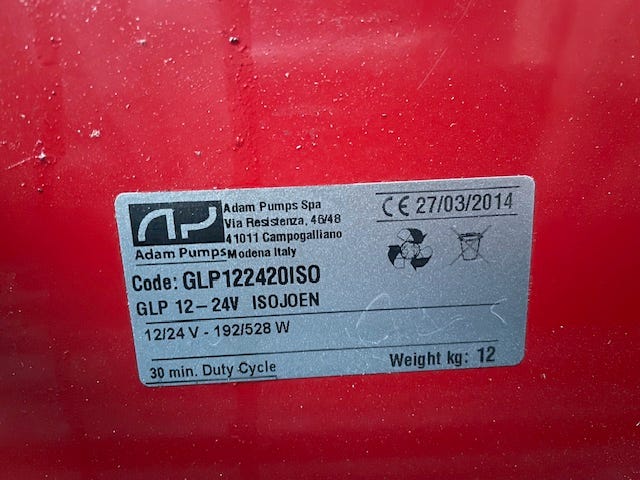 AP
Adam Pumps
Adam Pumps Spa
Via Resistenza, 46/48
41011 Campogalliano
Modena Italy
CE 27/03/2014
Code: GLP122420ISO
GLP 12-24V ISOJOEN
12/24 V - 192/528 W
30 min. Duty Cycle
Weight kg: 12